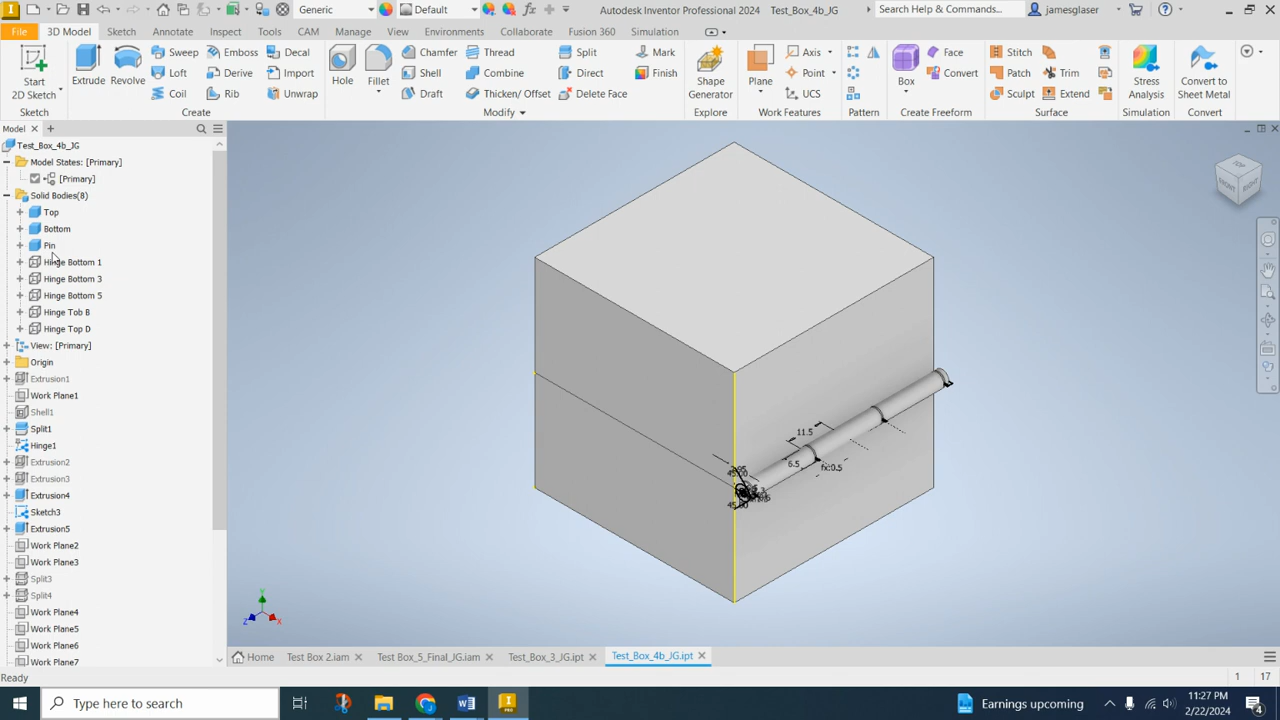 Generic
Default
Autodesk Inventor Professional 2024
Test_Box_4b_JG
Search Help & Commands...
jamesglaser
File
3D Model
Sketch
Annotate
Inspect
Tools
CAM
Manage
View
Environments
Collaborate
Fusion 360
Simulation
Start
2D Sketch
Extrude
Revolve
Sweep
Emboss
Decal
Loft
Derive
Import
Coil
Rib
Unwrap
Hole
Fillet
Chamfer
Thread
Split
Mark
Shell
Combine
Direct
Finish
Draft
Thicken/ Offset
Delete Face
Shape
Generator
Plane
Axis
Point
UCS
Box
Face
Convert
Stitch
Patch
Trim
Sculpt
Extend
Stress
Analysis
Convert to
Sheet Metal
Sketch
Create
Modify
Explore
Work Features
Pattern
Create Freeform
Surface
Simulation
Convert
Model
Test_Box_4b_JG
Model States: [Primary]
[Primary]
Solid Bodies(8)
Top
Bottom
Pin
Hinge Bottom 1
Hinge Bottom 3
Hinge Bottom 5
Hinge Tob B
Hinge Top D
View: [Primary]
Origin
Extrusion1
Work Plane1
Shell1
Split1
Hinge1
Extrusion2
Extrusion3
Extrusion4
Sketch3
Extrusion5
Work Plane2
Work Plane3
Split3
Split4
Work Plane4
Work Plane5
Work Plane6
Work Plane7
TOP
FRONT
RIGHT
11.5
6.5
fx:0.5
45.00
Y
Z
X
Home
Test Box 2.iam
Test Box_5_Final_JG.iam
Test_Box_3_JG.ipt
Test_Box_4b_JG.ipt
Ready
1
17
Type here to search
Earnings upcoming
11:27 PM
2/22/2024
4